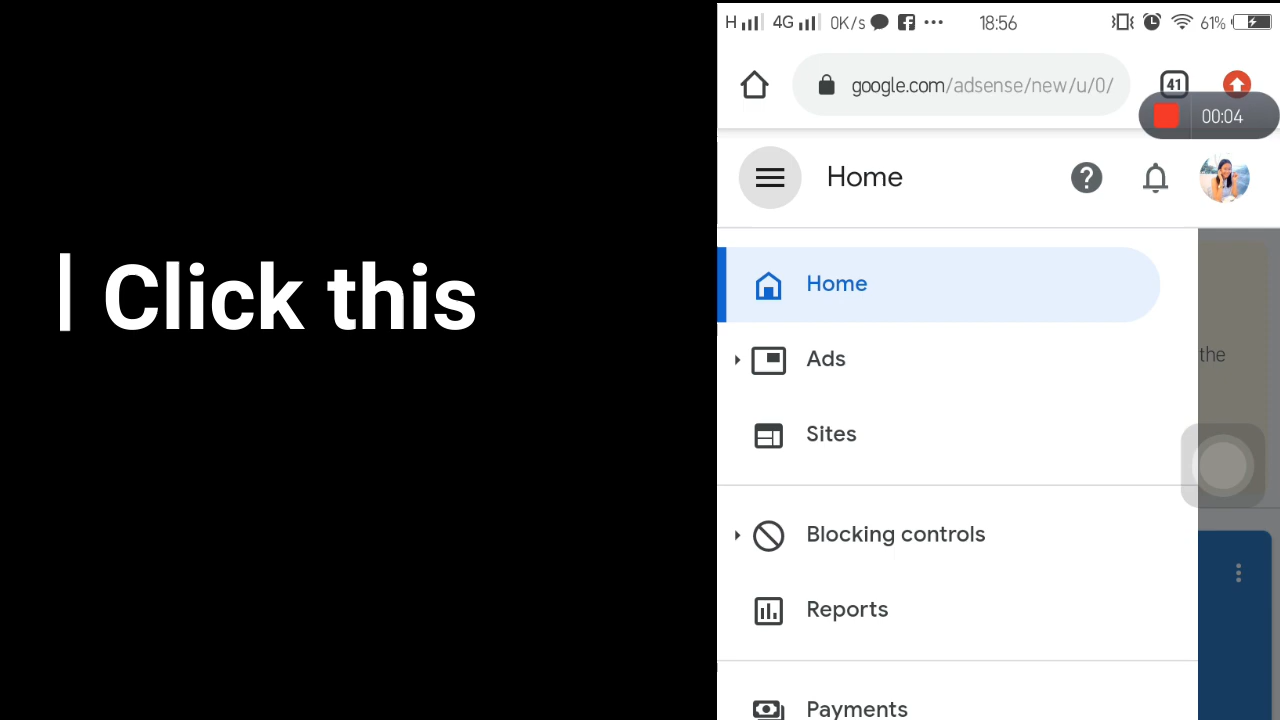 Click this
H 4G 0K/s 18:56 61%
google.com/adsense/new/u/0/ 41
00:04
Home
Home
Ads
the
Sites
Blocking controls
Reports
Payments